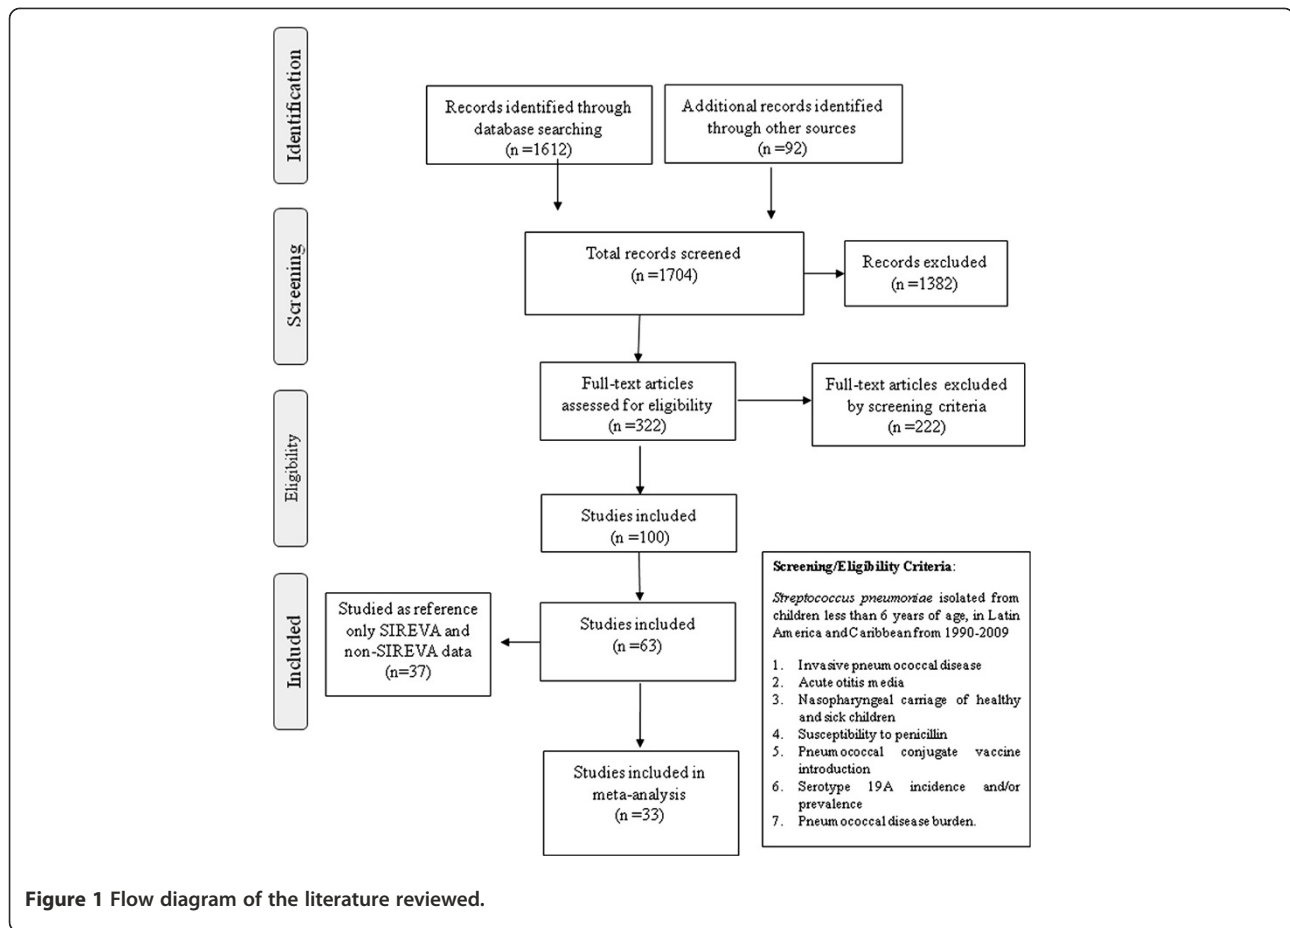 Identification
Records identified through
database searching
(n =1612)
Additional records identified
through other sources
(n =92)
Screening
Total records screened
(n =1704)
Records excluded
(n =1382)
Eligibility
Full-text articles
assessed for eligibility
(n =322)
Full-text articles excluded
by screening criteria
(n =222)
Studies included
(n =100)
Included
Studied as reference
only SIREVA and
non-SIREVA data
(n=37)
Studies included
(n =63)
Studies included in
meta-analysis
(n =33)
Screening/Eligibility Criteria:
Streptococcus pneumoniae isolated from
children less than 6 years of age, in Latin
America and Caribbean from 1990-2009
1. Invasive pneumococcal disease
2. Acute otitis media
3. Nasopharyngeal carriage of healthy
and sick children
4. Susceptibility to penicillin
5. Pneumococcal conjugate vaccine
introduction
6. Serotype 19A incidence and/or
prevalence
7. Pneumococcal disease burden.
Figure 1 Flow diagram of the literature reviewed.